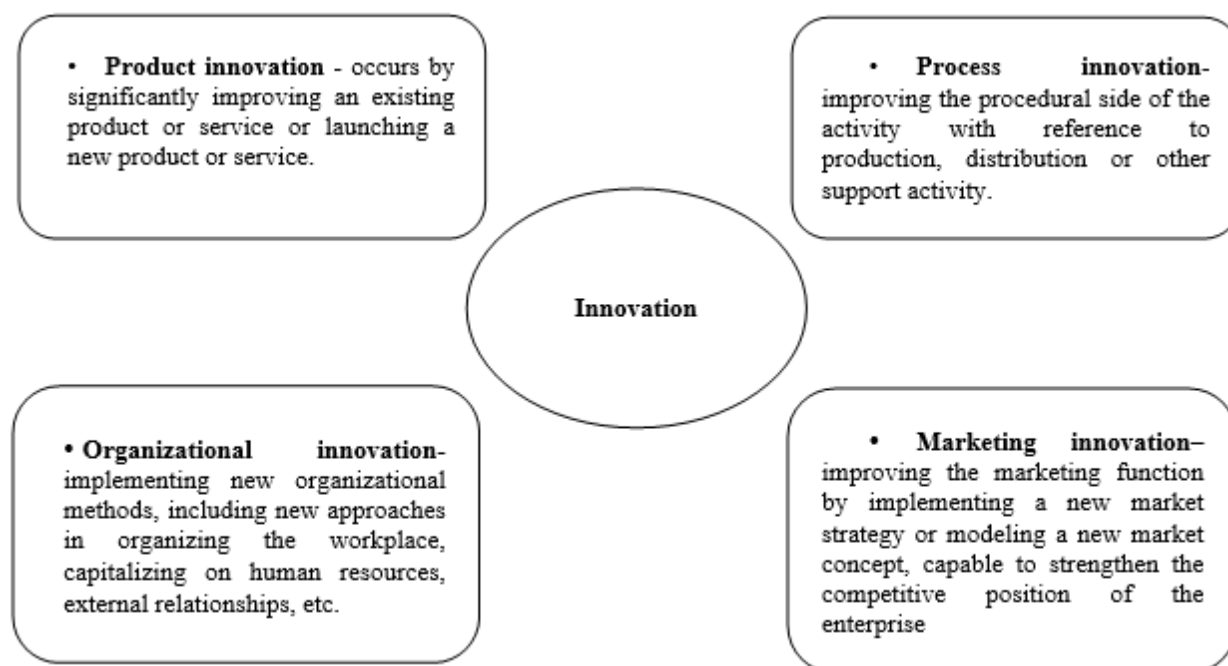 • Product innovation - occurs by
significantly improving an existing
product or service or launching a
new product or service.
• Process innovation-
improving the procedural side of the
activity with reference to
production, distribution or other
support activity.
Innovation
• Organizational innovation-
implementing new organizational
methods, including new approaches
in organizing the workplace,
capitalizing on human resources,
external relationships, etc.
• Marketing innovation–
improving the marketing function
by implementing a new market
strategy or modeling a new market
concept, capable to strengthen the
competitive position of the
enterprise